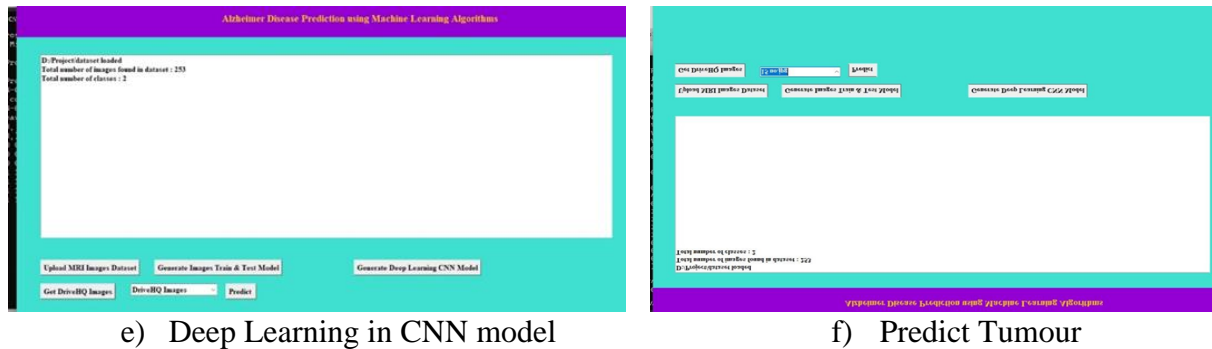 Alzheimer Disease Prediction using Machine Learning Algorithms
D:/Project/dataset loaded
Total number of images found in dataset : 253
Total number of classes : 2
Upload MRI Images Dataset Generate Images Train & Test Model Generate Deep Learning CNN Model
Get DriveHQ Images DriveHQ Images Predict
e) Deep Learning in CNN model
Alzheimer Disease Prediction using Machine Learning Algorithms
D:/Project/dataset loaded
Total number of images found in dataset : 253
Total number of classes : 2
Upload MRI Images Dataset Generate Images Train & Test Model Generate Deep Learning CNN Model
Get DriveHQ Images Predict
f) Predict Tumour